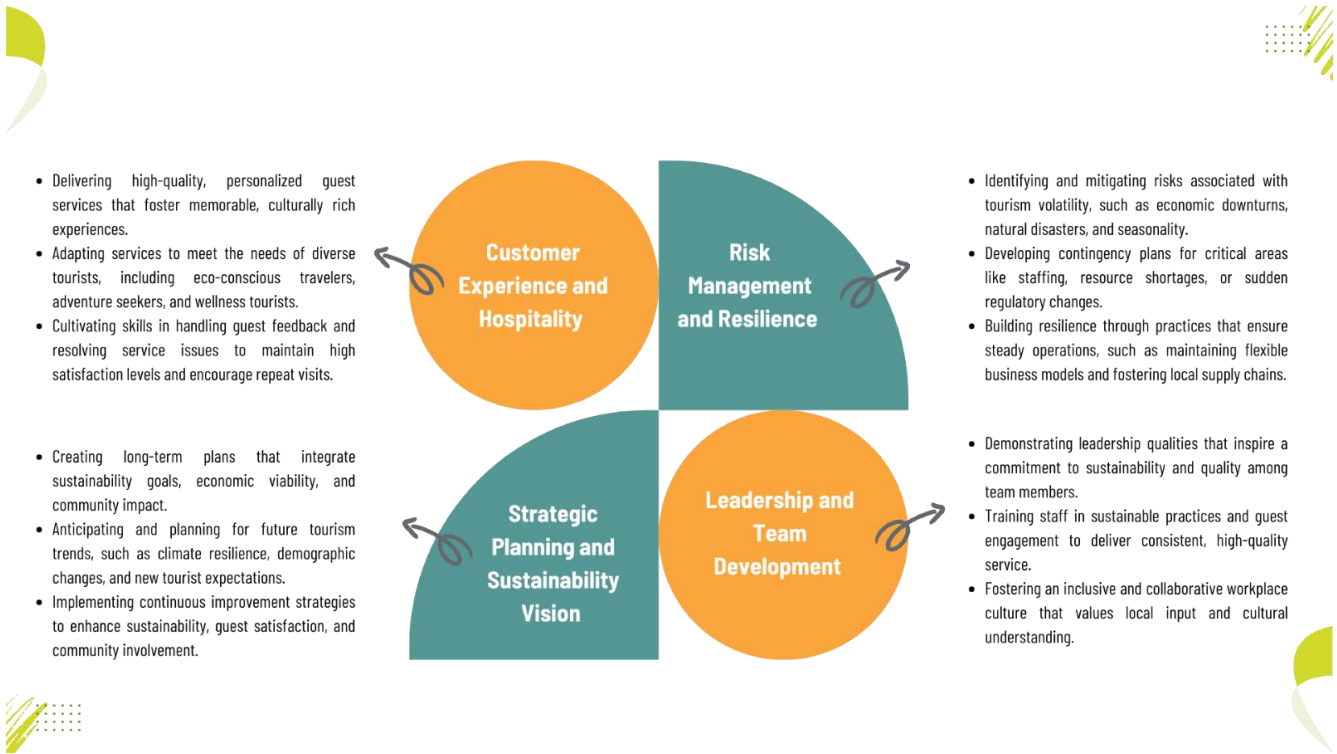 • Delivering high-quality, personalized guest
services that foster memorable, culturally rich
experiences.
• Adapting services to meet the needs of diverse
tourists, including eco-conscious travelers,
adventure seekers, and wellness tourists.
• Cultivating skills in handling guest feedback and
resolving service issues to maintain high
satisfaction levels and encourage repeat visits.
Customer
Experience and
Hospitality
Risk
Management
and Resilience
• Identifying and mitigating risks associated with
tourism volatility, such as economic downturns,
natural disasters, and seasonality.
• Developing contingency plans for critical areas
like staffing, resource shortages, or sudden
regulatory changes.
• Building resilience through practices that ensure
steady operations, such as maintaining flexible
business models and fostering local supply chains.
• Creating long-term plans that integrate
sustainability goals, economic viability, and
community impact.
• Anticipating and planning for future tourism
trends, such as climate resilience, demographic
changes, and new tourist expectations.
• Implementing continuous improvement strategies
to enhance sustainability, guest satisfaction, and
community involvement.
Strategic
Planning and
Sustainability
Vision
Leadership and
Team
Development
• Demonstrating leadership qualities that inspire a
commitment to sustainability and quality among
team members.
• Training staff in sustainable practices and guest
engagement to deliver consistent, high-quality
service.
• Fostering an inclusive and collaborative workplace
culture that values local input and cultural
understanding.